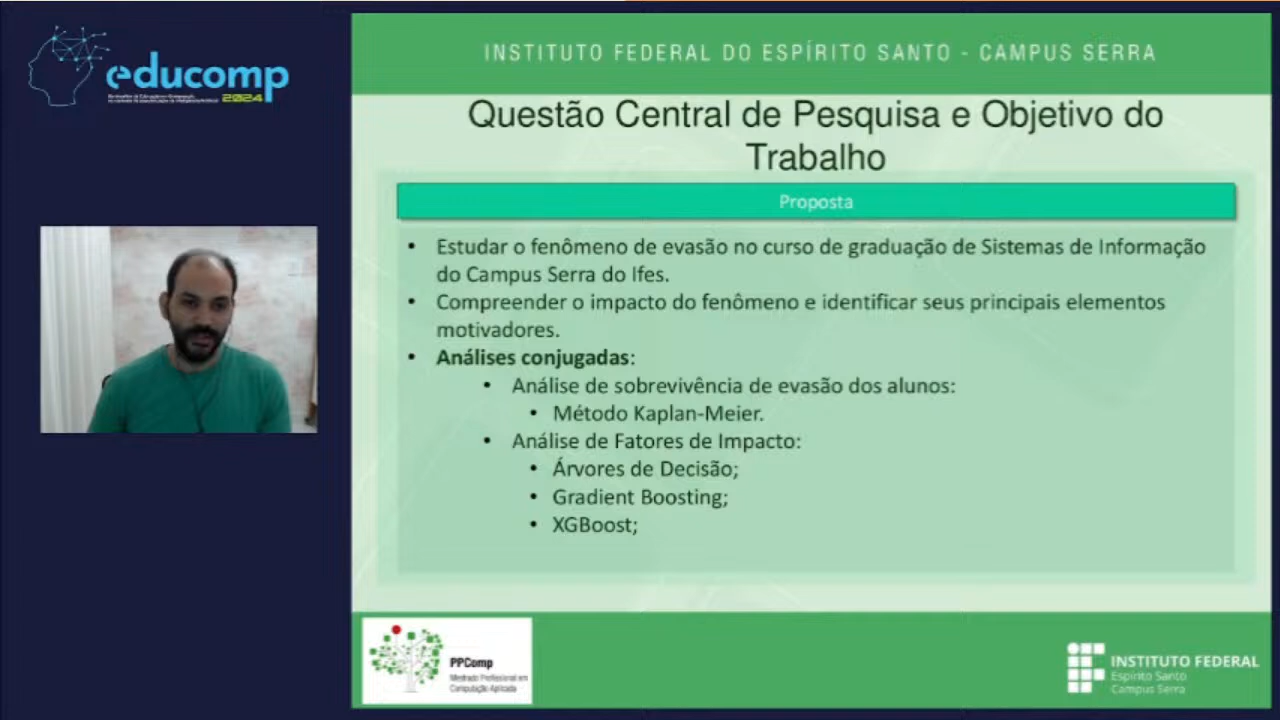 educomp
2024
INSTITUTO FEDERAL DO ESPÍRITO SANTO - CAMPUS SERRA
Questão Central de Pesquisa e Objetivo do
Trabalho
Proposta
• Estudar o fenômeno de evasão no curso de graduação de Sistemas de Informação
do Campus Serra do Ifes.
• Compreender o impacto do fenômeno e identificar seus principais elementos
motivadores.
• Análises conjugadas:
• Análise de sobrevivência de evasão dos alunos:
• Método Kaplan-Meier.
• Análise de Fatores de Impacto:
• Árvores de Decisão;
• Gradient Boosting;
• XGBoost;
PPComp
Mestrado Profissional em
Computação Aplicada
INSTITUTO FEDERAL
Espírito Santo
Campus Serra